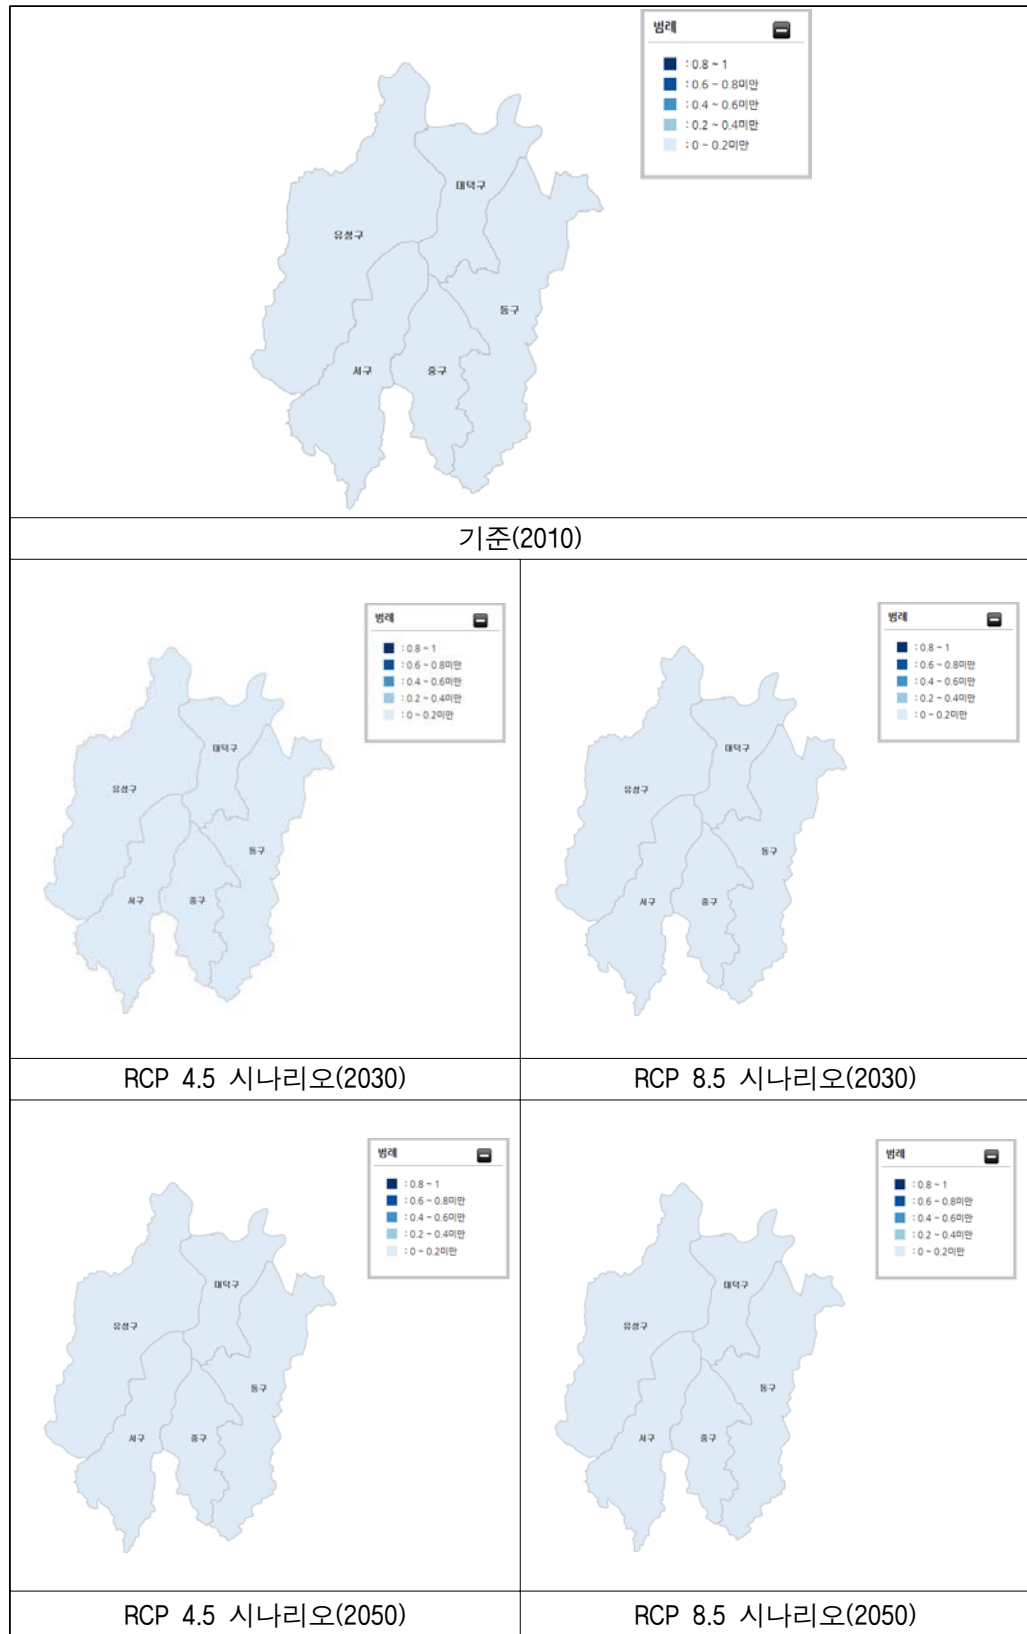 범례
: 0.8 ~ 1
: 0.6 ~ 0.8미만
: 0.4 ~ 0.6미만
: 0.2 ~ 0.4미만
: 0 ~ 0.2미만
대덕구
유성구
동구
서구
중구
기준(2010)
범례
: 0.8 ~ 1
: 0.6 ~ 0.8미만
: 0.4 ~ 0.6미만
: 0.2 ~ 0.4미만
: 0 ~ 0.2미만
대덕구
유성구
동구
서구
중구
RCP 4.5 시나리오(2030)
범례
: 0.8 ~ 1
: 0.6 ~ 0.8미만
: 0.4 ~ 0.6미만
: 0.2 ~ 0.4미만
: 0 ~ 0.2미만
대덕구
유성구
동구
서구
중구
RCP 8.5 시나리오(2030)
범례
: 0.8 ~ 1
: 0.6 ~ 0.8미만
: 0.4 ~ 0.6미만
: 0.2 ~ 0.4미만
: 0 ~ 0.2미만
대덕구
유성구
동구
서구
중구
RCP 4.5 시나리오(2050)
범례
: 0.8 ~ 1
: 0.6 ~ 0.8미만
: 0.4 ~ 0.6미만
: 0.2 ~ 0.4미만
: 0 ~ 0.2미만
대덕구
유성구
동구
서구
중구
RCP 8.5 시나리오(2050)